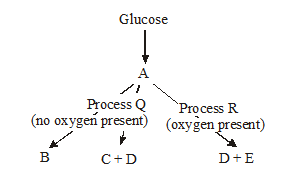 Glucose
A
Process Q
(no oxygen present)
Process R
(oxygen present)
B
C + D
D + E